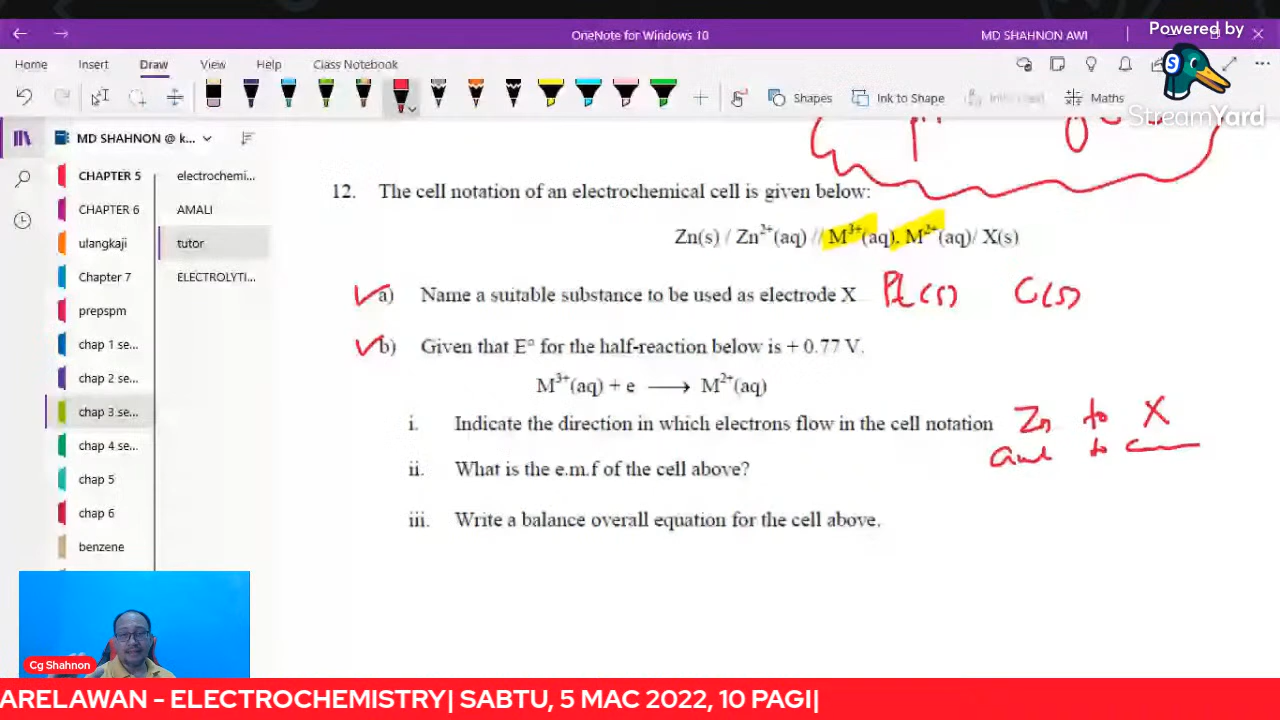 Powered by
OneNote for Windows 10
MD SHAHNON AWI
Home Insert Draw View Help Class Notebook
Shapes Ink to Shape Maths
StreamYard
MD SHAHNON @ k...
CHAPTER 5
CHAPTER 6
ulangkaji
Chapter 7
prepspm
chap 1 se...
chap 2 se...
chap 3 se...
chap 4 se...
chap 5
chap 6
benzene
electrochemi...
AMALI
tutor
ELECTROLYTI...
12. The cell notation of an electrochemical cell is given below:
Zn(s) / Zn²⁺(aq) // M³⁺(aq), M²⁺(aq)/ X(s)
a) Name a suitable substance to be used as electrode X Pt (s) C(s)
b) Given that E° for the half-reaction below is + 0.77 V.
M³⁺(aq) + e ⟶ M²⁺(aq)
i. Indicate the direction in which electrons flow in the cell notation Zn to X
to
ii. What is the e.m.f of the cell above?
iii. Write a balance overall equation for the cell above.
Cg Shahnon
ARELAWAN - ELECTROCHEMISTRY| SABTU, 5 MAC 2022, 10 PAGI|